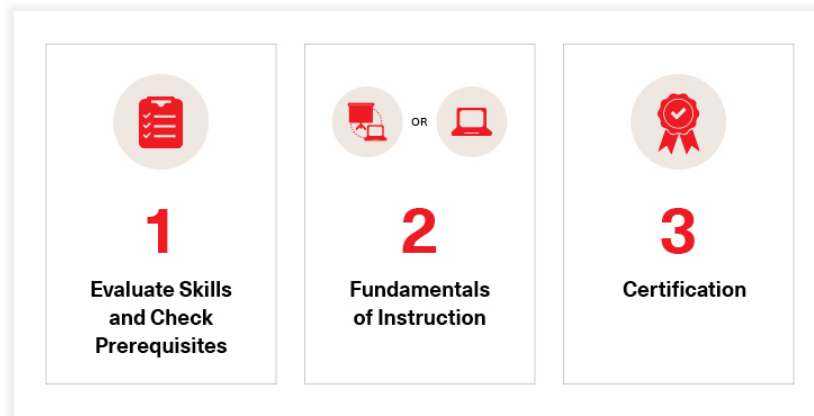 OR
1
2
3
Evaluate Skills
and Check
Prerequisites
Fundamentals
of Instruction
Certification